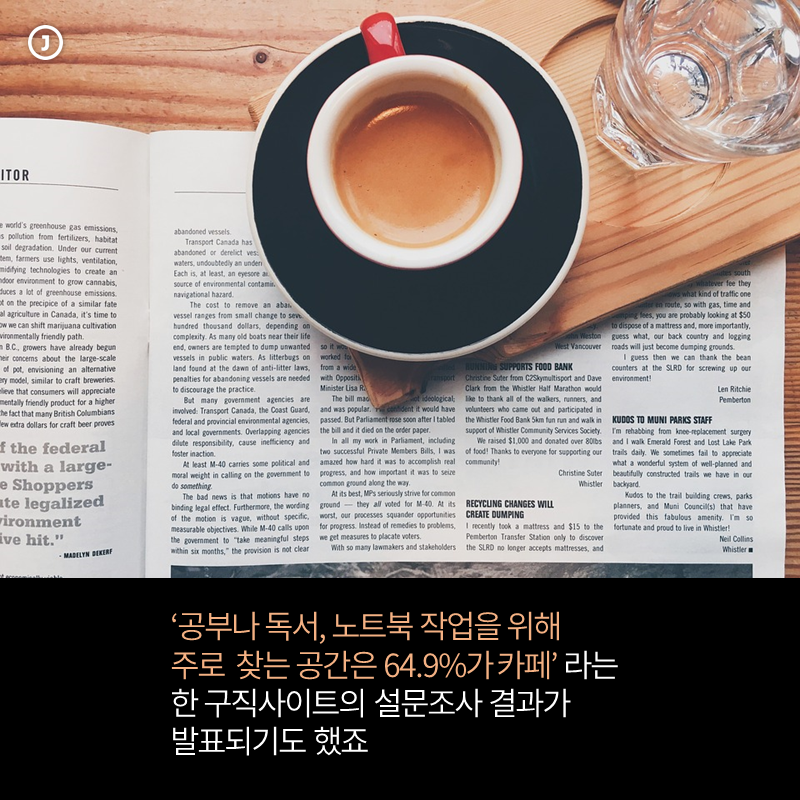 J
ITOR
e world's greenhouse gas emissions,
s pollution from fertilizers, habitat
soil degradation. Under our current
tem, farmers use lights, ventilation,
midifying technologies to create an
ndoor environment to grow cannabis,
duces a lot of greenhouse emissions.
ot on the precipice of a similar fate
al agriculture in Canada, it's time to
ow we can shift marijuana cultivation
vironmentally friendly path.
n B.C., growers have already begun
heir concerns about the large-scale
of pot, envisioning an alternative
ery model, similar to craft breweries.
elieve that consumers will appreciate
mentally friendly product for a higher
the fact that many British Columbians
ew extra dollars for craft beer proves
f the federal
with a large-
e Shoppers
ute legalized
vironment
ive hit."
- MADELYN DEKERF
abandoned vessels.
Transport Canada has
abandoned or derelict ves
waters, undoubtedly an under
Each is, at least, an eyesore a
source of environmental contami
navigational hazard.
The cost to remove an aban
vessel ranges from small change to seve
hundred thousand dollars, depending on
complexity. As many old boats near their life
end, owners are tempted to dump unwanted
vessels in public waters. As litterbugs on
land found at the dawn of anti-litter laws,
penalties for abandoning vessels are needed
to discourage the practice.
But many government agencies are
involved: Transport Canada, the Coast Guard,
federal and provincial environmental agencies,
and local governments. Overlapping agencies
dilute responsibility, cause inefficiency and
foster inaction.
At least M-40 carries some political and
moral weight in calling on the government to
do something.
The bad news is that motions have no
binding legal effect. Furthermore, the wording
of the motion is vague, without specific,
measurable objectives. While M-40 calls upon
the government to "take meaningful steps
within six months," the provision is not clear
so it w
worked fo
from a wide
with Oppositi
Minister Lisa R
The bill ma
and was popular.
passed. But Parliament rose soon after I tabled
the bill and it died on the order paper.
In all my work in Parliament, including
two successful Private Members Bills, I was
amazed how hard it was to accomplish real
progress, and how important it was to seize
common ground along the way.
At its best, MPs seriously strive for common
ground — they all voted for M-40. At its
worst, our processes squander opportunities
for progress. Instead of remedies to problems,
we get measures to placate voters.
With so many lawmakers and stakeholders
Weston
West Vancouver
RUNNING SUPPORTS FOOD BANK
Christine Suter from C2Skymultisport and Dave
Clark from the Whistler Half Marathon would
like to thank all of the walkers, runners, and
volunteers who came out and participated in
the Whistler Food Bank 5km fun run and walk in
support of Whistler Community Services Society.
We raised $1,000 and donated over 80lbs
of food! Thanks to everyone for supporting our
community!
Christine Suter
Whistler
RECYCLING CHANGES WILL
CREATE DUMPING
I recently took a mattress and $15 to the
Pemberton Transfer Station only to discover
the SLRD no longer accepts mattresses, and
south
whatever fee they
what kind of traffic one
en route, so with gas, time and
dumping fees, you are probably looking at $50
to dispose of a mattress and, more importantly,
guess what, our back country and logging
roads will just become dumping grounds.
I guess then we can thank the bean
counters at the SLRD for screwing up the
environment!
Len Ritchie
Pemberton
KUDOS TO MUNI PARKS STAFF
I'm rehabbing from knee-replacement surgery
and I walk Emerald Forest and Lost Lake Park
trails daily. We sometimes fail to appreciate
what a wonderful system of well-planned and
beautifully constructed trails we have in our
backyard.
Kudos to the trail building crews, parks
planners, and Muni Council(s) that have
provided this fabulous amenity. I'm so
fortunate and proud to live in Whistler!
Neil Collins
Whistler ■
‘공부나 독서, 노트북 작업을 위해
주로 찾는 공간은 64.9%가 카페’ 라는
한 구직사이트의 설문조사 결과가
발표되기도 했죠